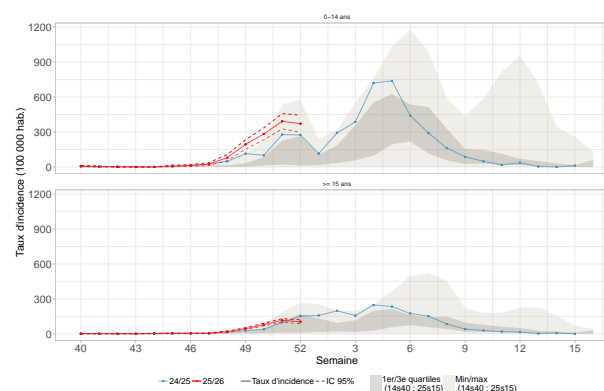 0−14 ans
1200
900
600
300
0
>= 15 ans
1200
900
600
300
0
Taux d'incidence (100 000 hab.)
40 43 46 49 52 3 6 9 12 15
Semaine
24/25 25/26 Taux d'incidence IC 95% 1er/3e quartiles (14s40 ; 25s15) Min/max (14s40 ; 25s15)